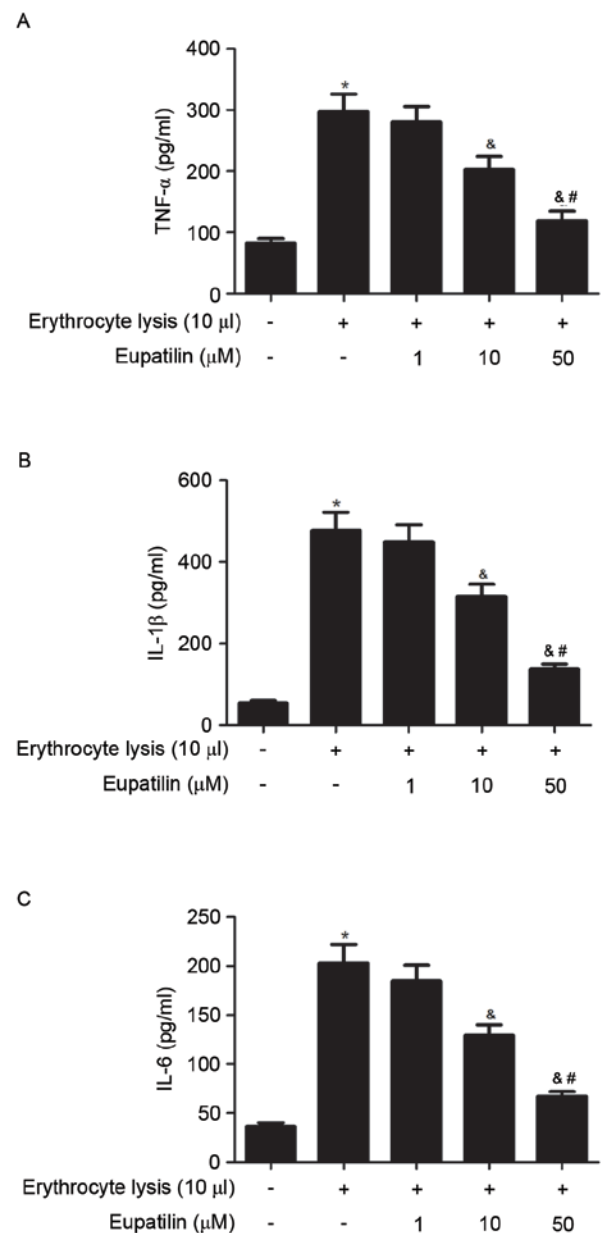 A
400
300
200
100
0
TNF-α (pg/ml)
*
&
& #
Erythrocyte lysis (10 μl) - + + + +
Eupatilin (μM) - - 1 10 50
B
600
400
200
0
IL-1β (pg/ml)
*
&
& #
Erythrocyte lysis (10 μl) - + + + +
Eupatilin (μM) - - 1 10 50
C
250
200
150
100
50
0
IL-6 (pg/ml)
*
&
& #
Erythrocyte lysis (10 μl) - + + + +
Eupatilin (μM) - - 1 10 50